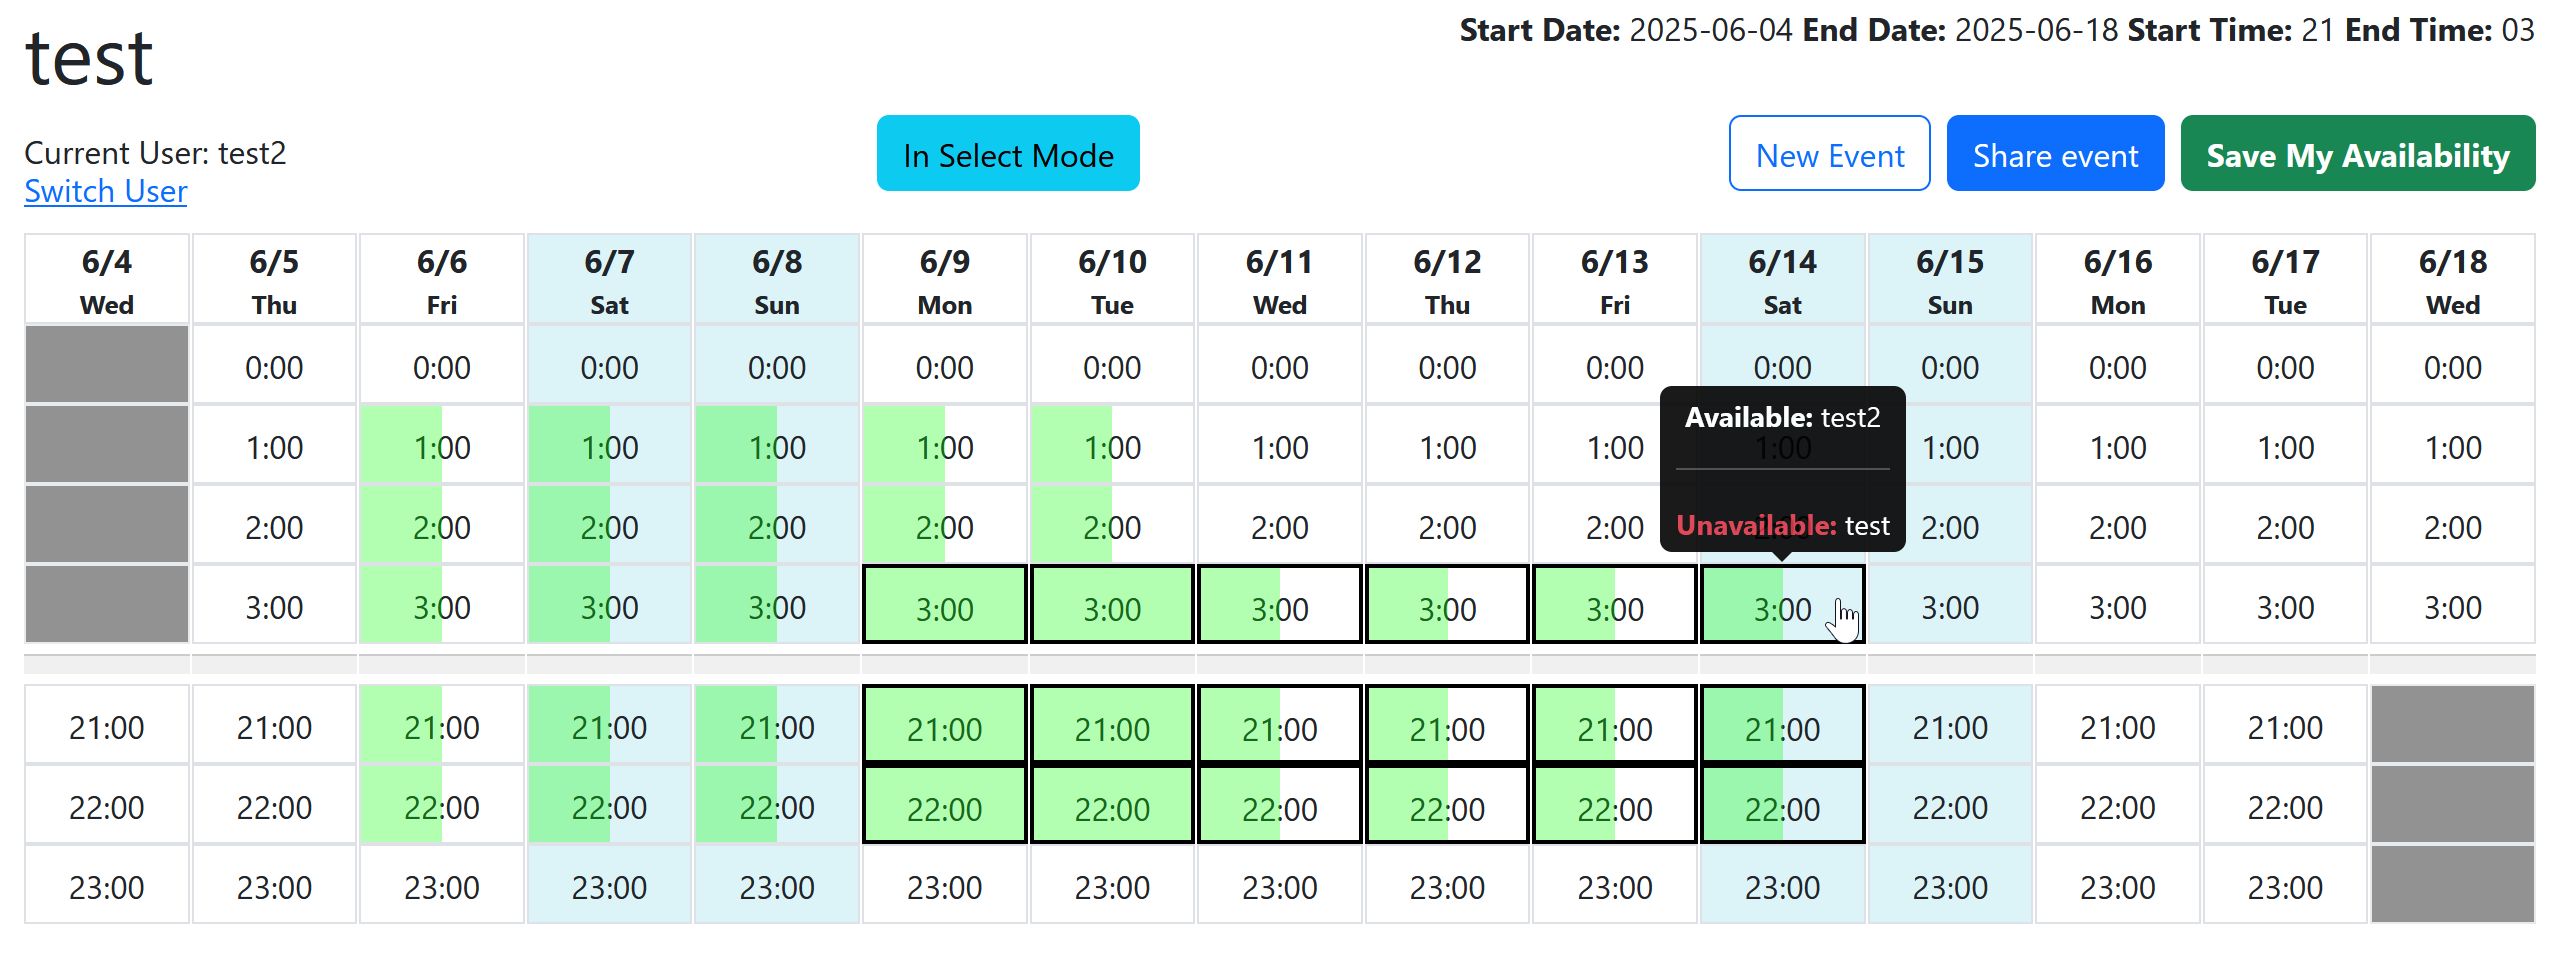 test
Start Date: 2025-06-04 End Date: 2025-06-18 Start Time: 21 End Time: 03
Current User: test2
Switch User
In Select Mode
New Event
Share event
Save My Availability
6/4 6/5 6/6 6/7 6/8 6/9 6/10 6/11 6/12 6/13 6/14 6/15 6/16 6/17 6/18
Wed Thu Fri Sat Sun Mon Tue Wed Thu Fri Sat Sun Mon Tue Wed
0:00 0:00 0:00 0:00 0:00 0:00 0:00 0:00 0:00 0:00 0:00 0:00 0:00 0:00
Available: test2
1:00 1:00 1:00 1:00 1:00 1:00 1:00 1:00 1:00 1:00 1:00 1:00 1:00 1:00
Unavailable: test
2:00 2:00 2:00 2:00 2:00 2:00 2:00 2:00 2:00 2:00 2:00 2:00 2:00 2:00
3:00 3:00 3:00 3:00 3:00 3:00 3:00 3:00 3:00 3:00 3:00 3:00 3:00 3:00
21:00 21:00 21:00 21:00 21:00 21:00 21:00 21:00 21:00 21:00 21:00 21:00 21:00 21:00
22:00 22:00 22:00 22:00 22:00 22:00 22:00 22:00 22:00 22:00 22:00 22:00 22:00 22:00
23:00 23:00 23:00 23:00 23:00 23:00 23:00 23:00 23:00 23:00 23:00 23:00 23:00 23:00